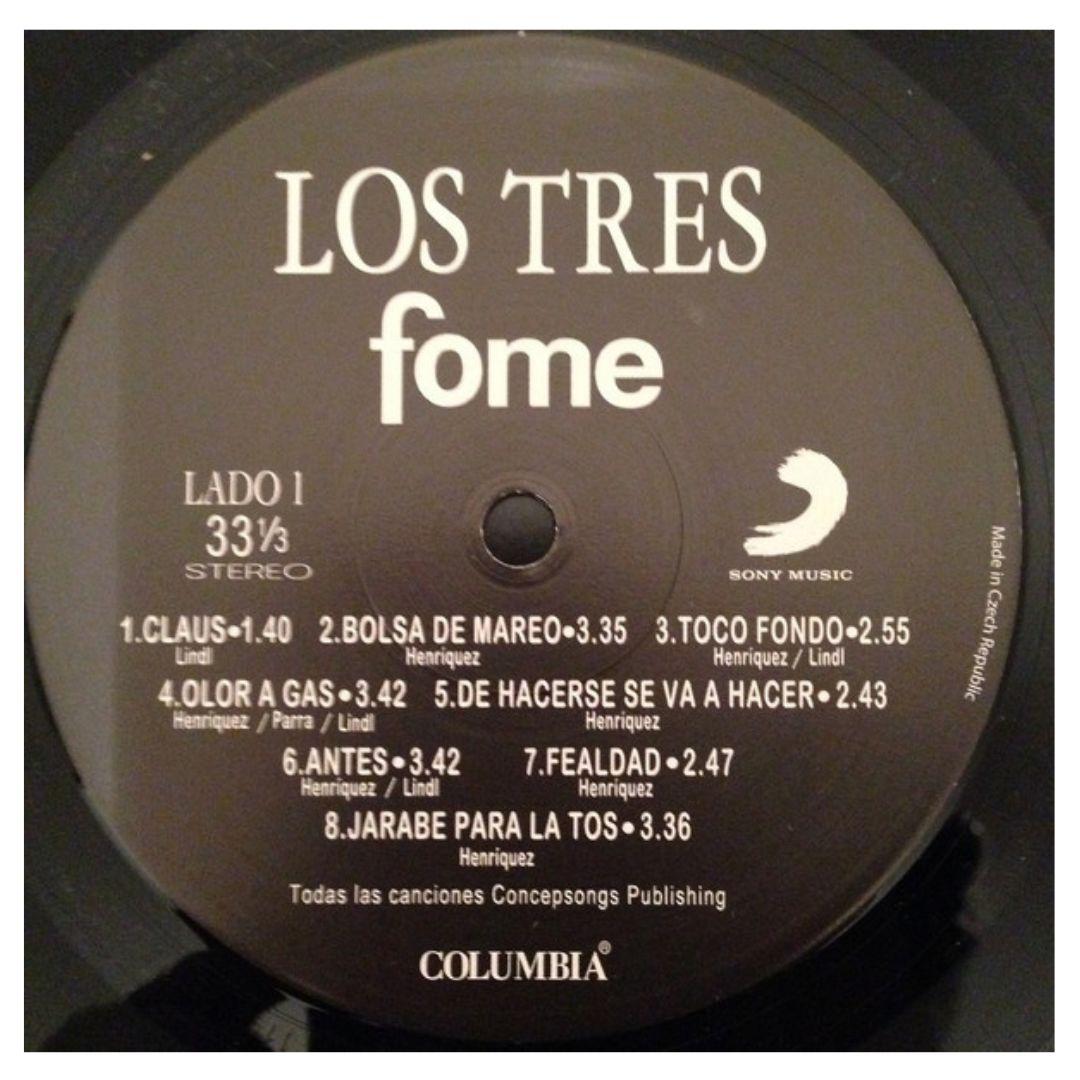 LOS TRES
fome
LADO 1
33⅓
STEREO
SONY MUSIC
Made in Czech Republic
1.CLAUS•1.40 2.BOLSA DE MAREO•3.35 3.TOCO FONDO•2.55
Lindl Henriquez Henriquez / Lindl
4.OLOR A GAS•3.42 5.DE HACERSE SE VA A HACER•2.43
Henriquez / Parra / Lindl Henriquez
6.ANTES•3.42 7.FEALDAD•2.47
Henriquez / Lindl Henriquez
8.JARABE PARA LA TOS•3.36
Henriquez
Todas las canciones Concepsongs Publishing
COLUMBIA®